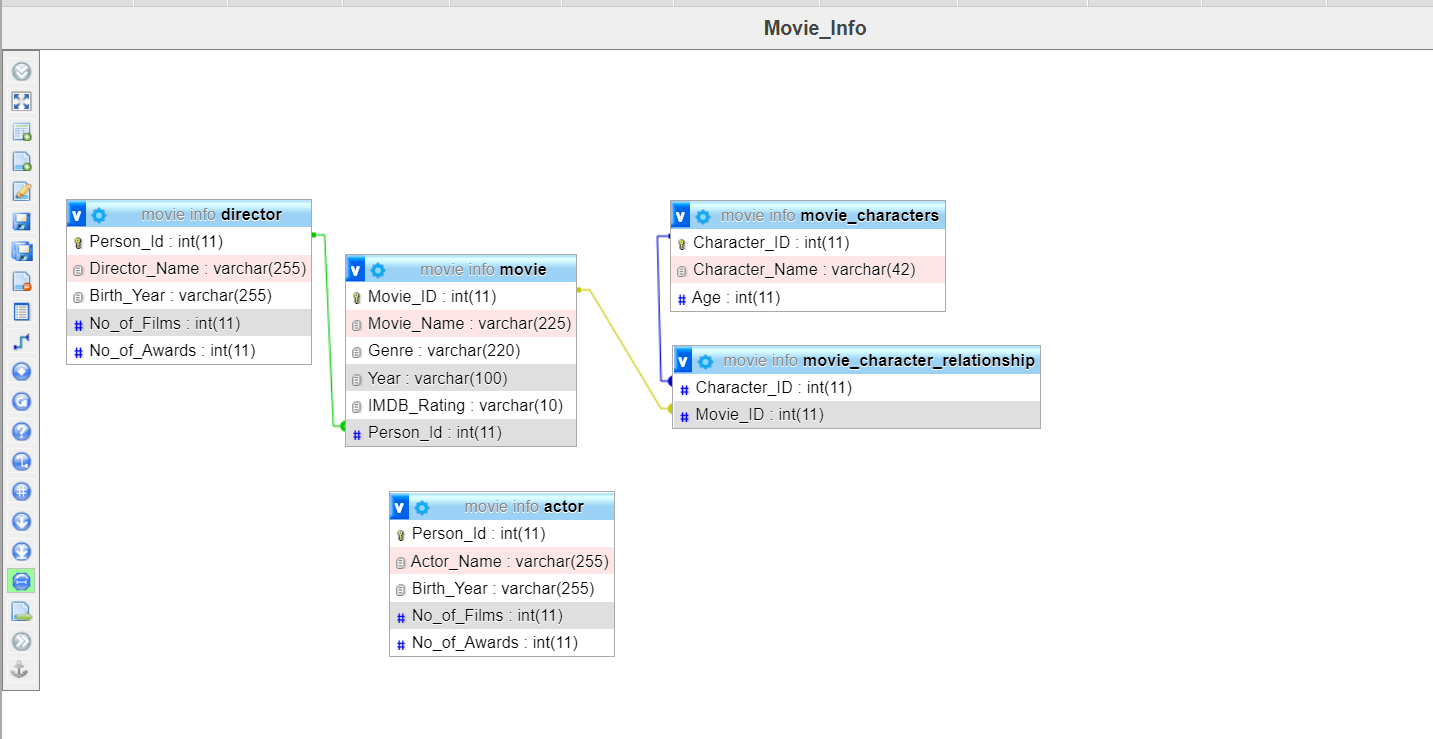 Movie_Info
v movie info director
Person_Id : int(11)
Director_Name : varchar(255)
Birth_Year : varchar(255)
# No_of_Films : int(11)
# No_of_Awards : int(11)
v movie info movie
Movie_ID : int(11)
Movie_Name : varchar(225)
Genre : varchar(220)
Year : varchar(100)
IMDB_Rating : varchar(10)
# Person_Id : int(11)
v movie info movie_characters
Character_ID : int(11)
Character_Name : varchar(42)
# Age : int(11)
v movie info movie_character_relationship
# Character_ID : int(11)
# Movie_ID : int(11)
v movie info actor
Person_Id : int(11)
Actor_Name : varchar(255)
Birth_Year : varchar(255)
# No_of_Films : int(11)
# No_of_Awards : int(11)